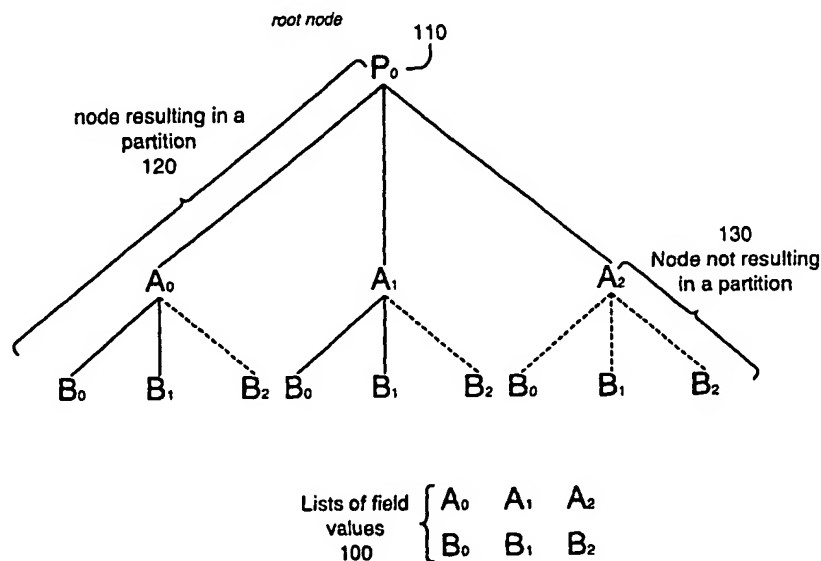 root node
110
P₀
node resulting in a
partition
120
130
Node not resulting
in a partition
A₀ A₁ A₂
B₀ B₁ B₂ B₀ B₁ B₂ B₀ B₁ B₂
Lists of field
values
100
A₀ A₁ A₂
B₀ B₁ B₂